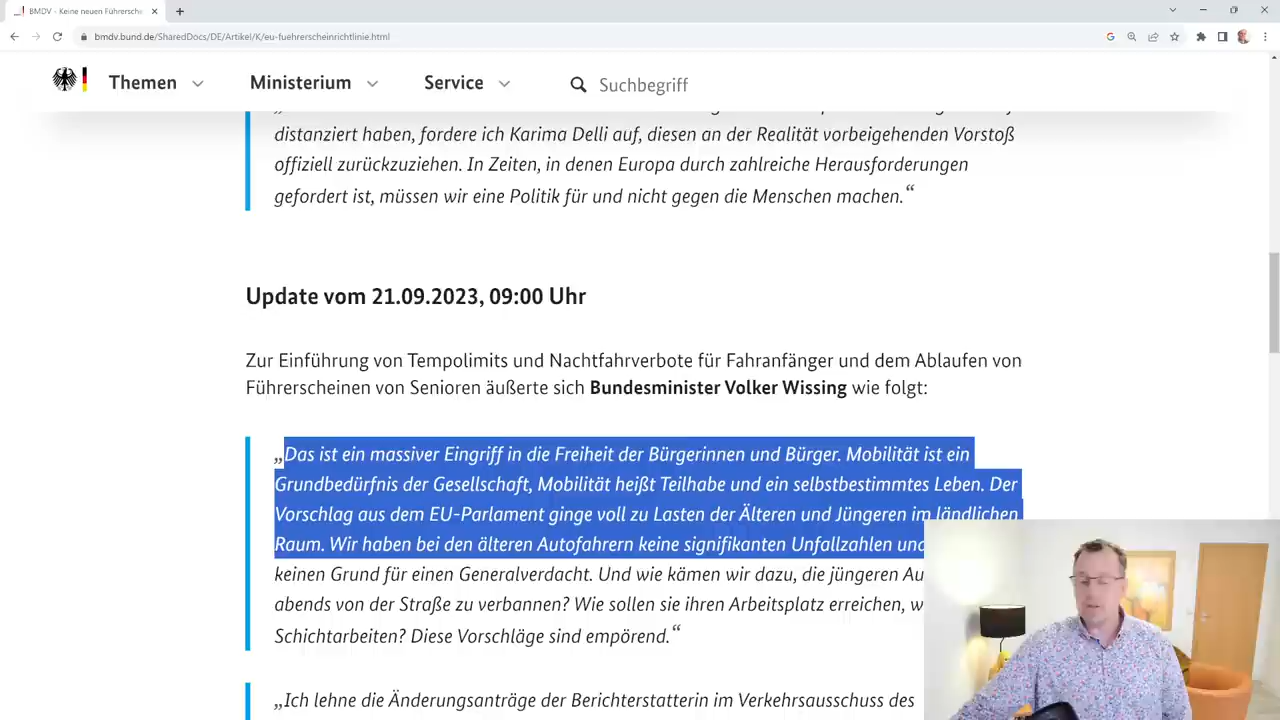 BMDV - Keine neuen Führersche
bmdv.bund.de/SharedDocs/DE/Artikel/K/eu-fuehrerscheinrichtlinie.html
Themen Ministerium Service Suchbegriff
distanziert haben, fordere ich Karima Delli auf, diesen an der Realität vorbeigehenden Vorstoß
offiziell zurückzuziehen. In Zeiten, in denen Europa durch zahlreiche Herausforderungen
gefordert ist, müssen wir eine Politik für und nicht gegen die Menschen machen.“
Update vom 21.09.2023, 09:00 Uhr
Zur Einführung von Tempolimits und Nachtfahrverbote für Fahranfänger und dem Ablaufen von
Führerscheinen von Senioren äußerte sich Bundesminister Volker Wissing wie folgt:
„Das ist ein massiver Eingriff in die Freiheit der Bürgerinnen und Bürger. Mobilität ist ein
Grundbedürfnis der Gesellschaft, Mobilität heißt Teilhabe und ein selbstbestimmtes Leben. Der
Vorschlag aus dem EU-Parlament ginge voll zu Lasten der Älteren und Jüngeren im ländlichen
Raum. Wir haben bei den älteren Autofahrern keine signifikanten Unfallzahlen und
keinen Grund für einen Generalverdacht. Und wie kämen wir dazu, die jüngeren Au
abends von der Straße zu verbannen? Wie sollen sie ihren Arbeitsplatz erreichen, w
Schichtarbeiten? Diese Vorschläge sind empörend.“
„Ich lehne die Änderungsanträge der Berichterstatterin im Verkehrsausschuss des